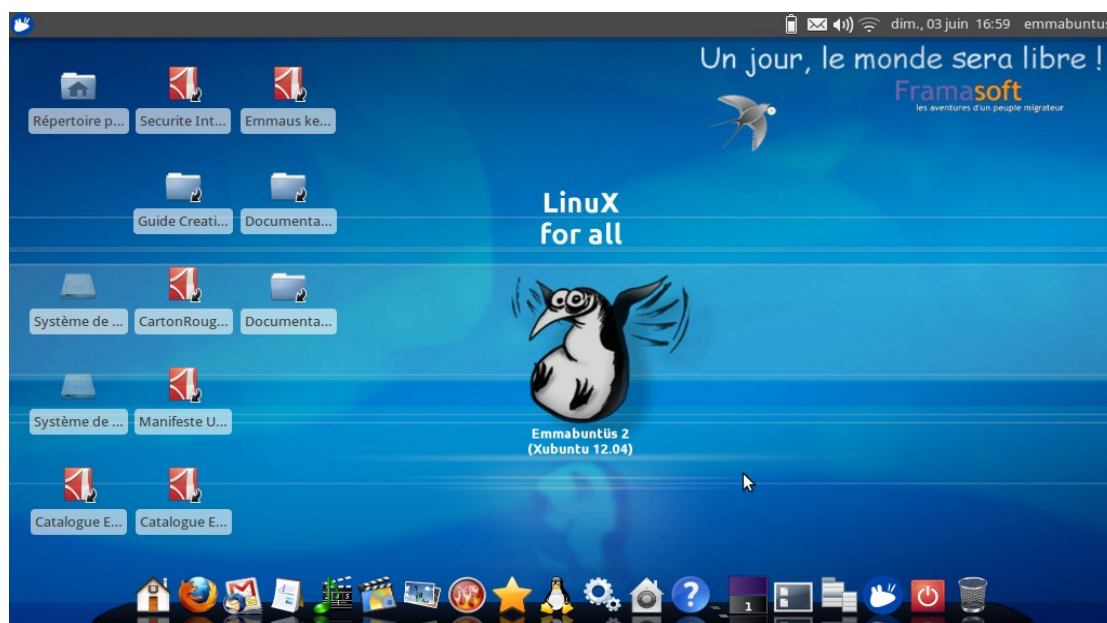 dim., 03 juin 16:59 emmabuntus
Un jour, le monde sera libre !
Framasoft
les aventures d'un peuple migrateur
Répertoire p...
Securite Int...
Emmaus ke...
Guide Creati...
Documenta...
LinuX
for all
Système de ...
CartonRoug...
Documenta...
Système de ...
Manifeste U...
Emmabuntüs 2
(Xubuntu 12.04)
Catalogue E...
Catalogue E...
1